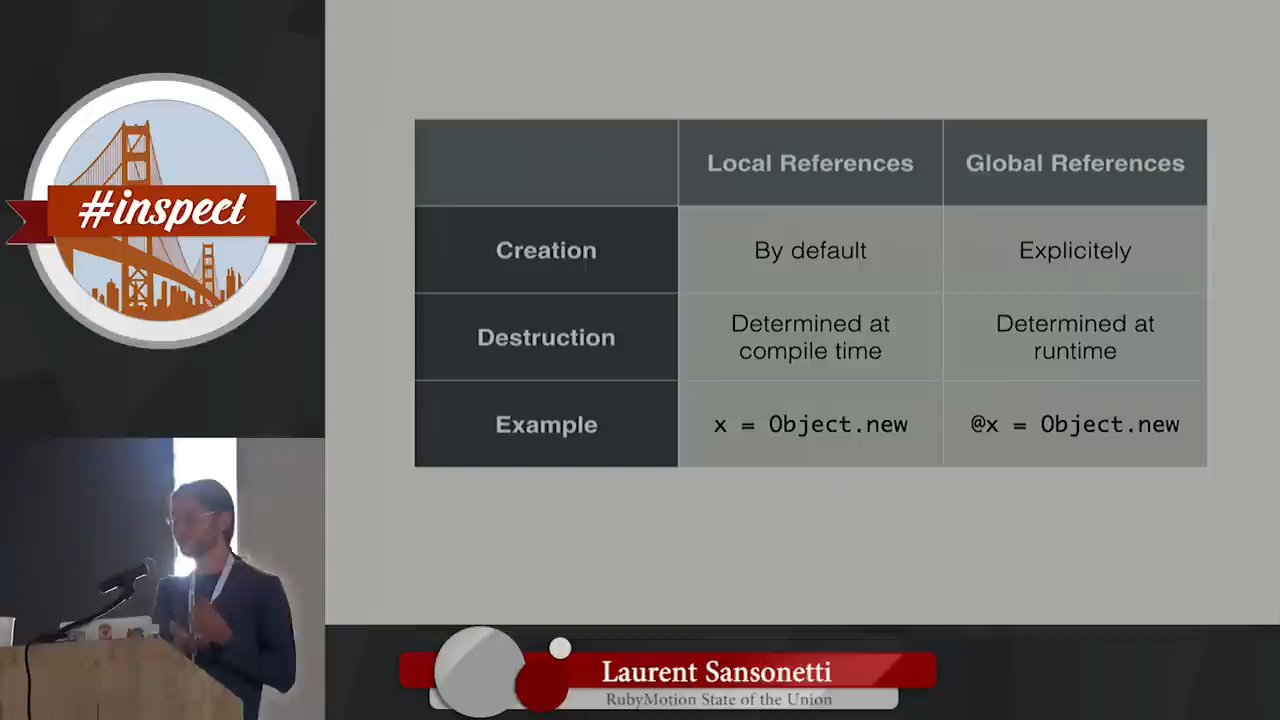 #inspect
Local References
Global References
Creation
By default
Explicitely
Destruction
Determined at
compile time
Determined at
runtime
Example
x = Object.new
@x = Object.new
Laurent Sansonetti
RubyMotion State of the Union